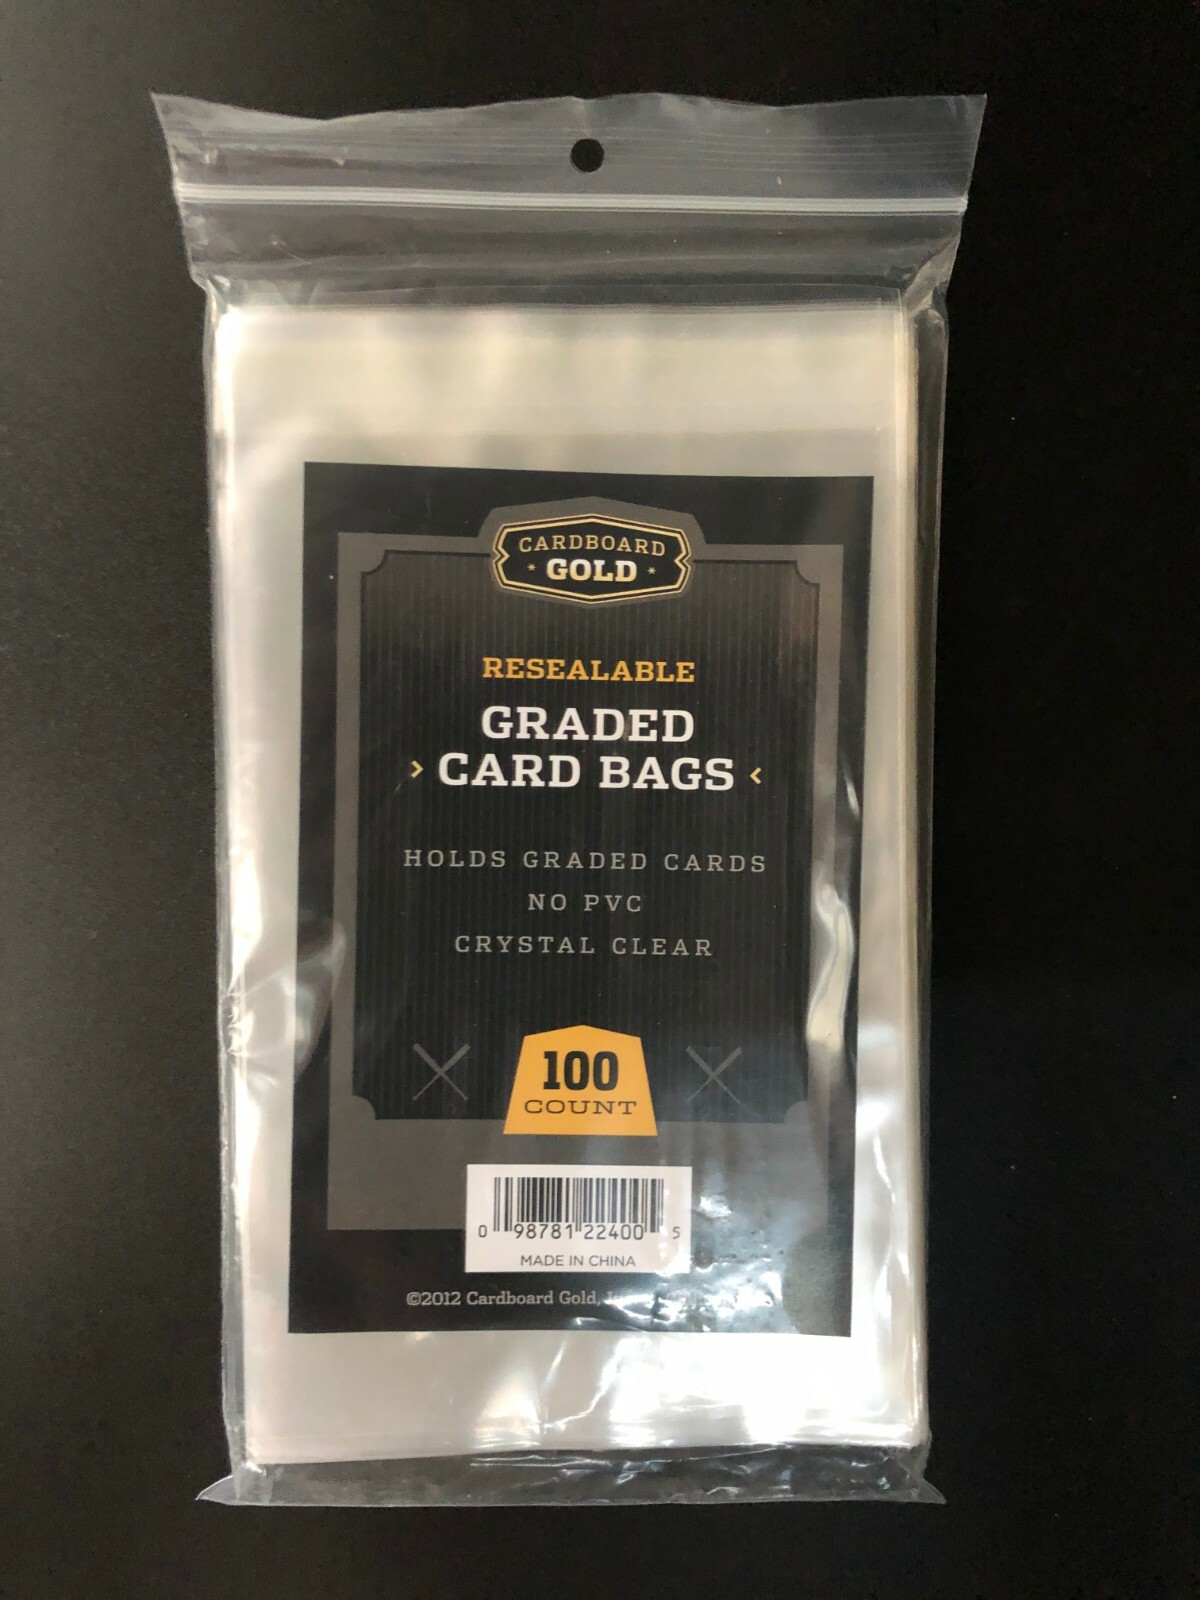 CARDBOARD
* GOLD *
RESEALABLE
GRADED
› CARD BAGS ‹
HOLDS GRADED CARDS
NO PVC
CRYSTAL CLEAR
100
COUNT
0 98781 22400 5
MADE IN CHINA
©2012 Cardboard Gold,